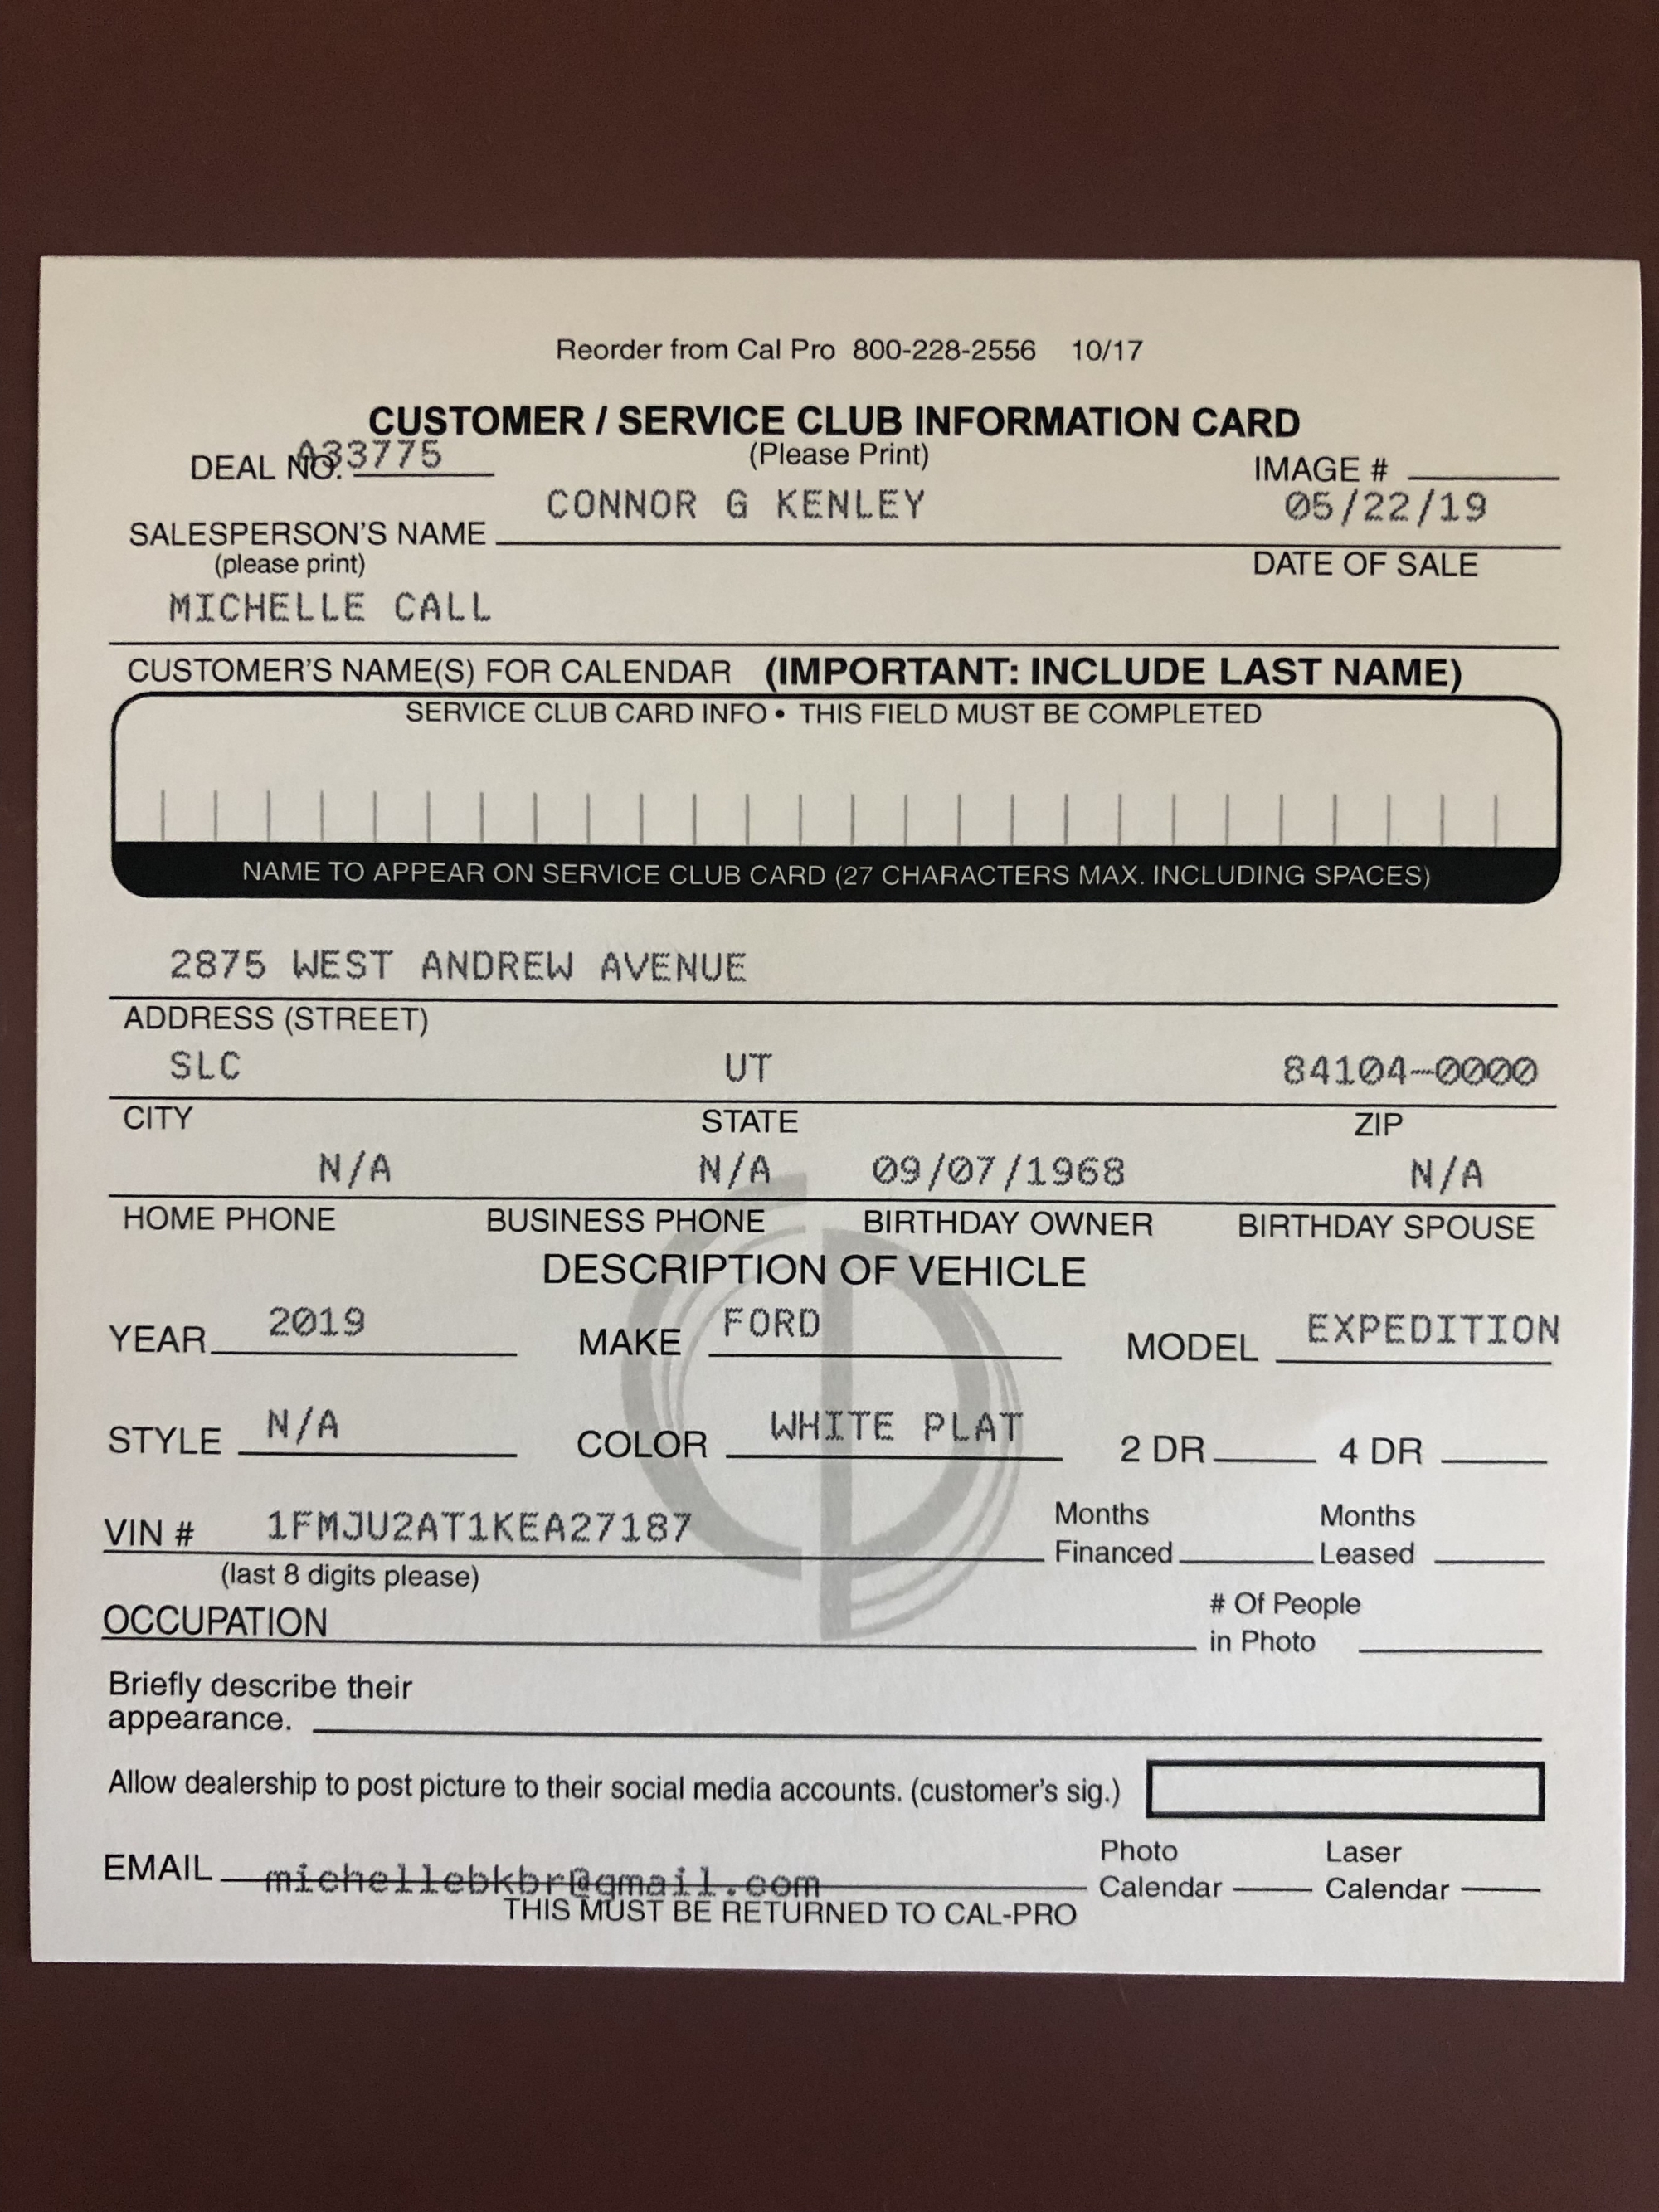 Reorder from Cal Pro 800-228-2556 10/17
CUSTOMER / SERVICE CLUB INFORMATION CARD
DEAL NO. A33775 (Please Print) IMAGE #
SALESPERSON'S NAME CONNOR G KENLEY 05/22/19
(please print) DATE OF SALE
MICHELLE CALL
CUSTOMER'S NAME(S) FOR CALENDAR (IMPORTANT: INCLUDE LAST NAME)
SERVICE CLUB CARD INFO • THIS FIELD MUST BE COMPLETED
NAME TO APPEAR ON SERVICE CLUB CARD (27 CHARACTERS MAX. INCLUDING SPACES)
2875 WEST ANDREW AVENUE
ADDRESS (STREET)
SLC UT 84104-0000
CITY STATE ZIP
N/A N/A 09/07/1968 N/A
HOME PHONE BUSINESS PHONE BIRTHDAY OWNER BIRTHDAY SPOUSE
DESCRIPTION OF VEHICLE
YEAR 2019 MAKE FORD MODEL EXPEDITION
STYLE N/A COLOR WHITE PLAT 2 DR 4 DR
VIN # 1FMJU2AT1KEA27187 Months Financed Months Leased
(last 8 digits please)
OCCUPATION # Of People in Photo
Briefly describe their
appearance.
Allow dealership to post picture to their social media accounts. (customer's sig.)
EMAIL michellebkbr@gmail.com Photo Calendar Laser Calendar
THIS MUST BE RETURNED TO CAL-PRO